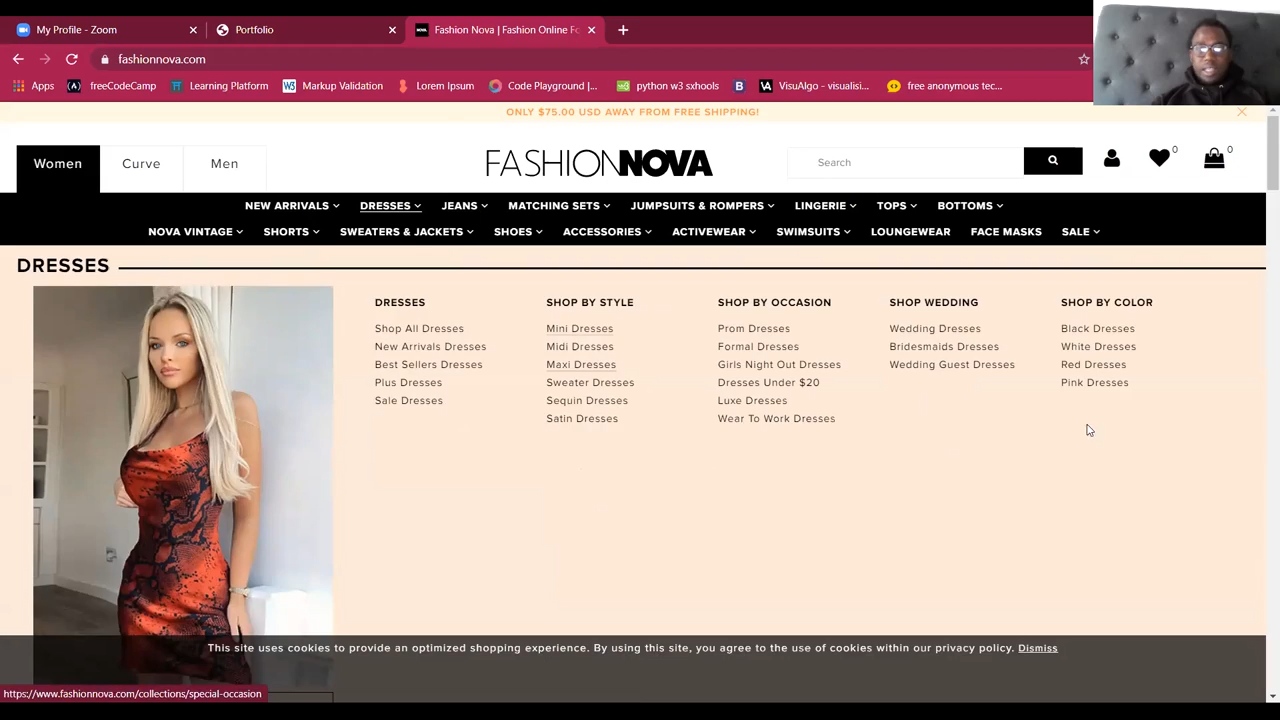 My Profile - Zoom
Portfolio
Fashion Nova | Fashion Online Fo
fashionnova.com
Apps
freeCodeCamp
Learning Platform
Markup Validation
Lorem Ipsum
Code Playground |...
python w3 sxhools
VisuAlgo - visualisi...
free anonymous tec...
ONLY $75.00 USD AWAY FROM FREE SHIPPING!
Women
Curve
Men
FASHIONNOVA
Search
0
0
NEW ARRIVALS
DRESSES
JEANS
MATCHING SETS
JUMPSUITS & ROMPERS
LINGERIE
TOPS
BOTTOMS
NOVA VINTAGE
SHORTS
SWEATERS & JACKETS
SHOES
ACCESSORIES
ACTIVEWEAR
SWIMSUITS
LOUNGEWEAR
FACE MASKS
SALE
DRESSES
DRESSES
Shop All Dresses
New Arrivals Dresses
Best Sellers Dresses
Plus Dresses
Sale Dresses
SHOP BY STYLE
Mini Dresses
Midi Dresses
Maxi Dresses
Sweater Dresses
Sequin Dresses
Satin Dresses
SHOP BY OCCASION
Prom Dresses
Formal Dresses
Girls Night Out Dresses
Dresses Under $20
Luxe Dresses
Wear To Work Dresses
SHOP WEDDING
Wedding Dresses
Bridesmaids Dresses
Wedding Guest Dresses
SHOP BY COLOR
Black Dresses
White Dresses
Red Dresses
Pink Dresses
This site uses cookies to provide an optimized shopping experience. By using this site, you agree to the use of cookies within our privacy policy. Dismiss
https://www.fashionnova.com/collections/special-occasion